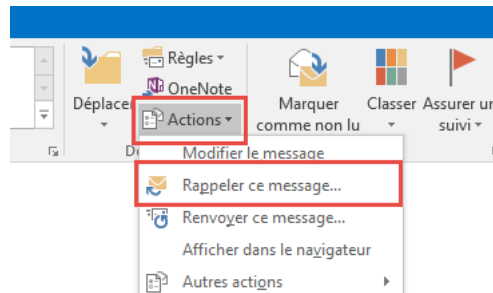 Règles
OneNote
Déplacer
Actions
Marquer
comme non lu
Classer
Assurer un
suivi
Modifier le message
Rappeler ce message...
Renvoyer ce message...
Afficher dans le navigateur
Autres actions